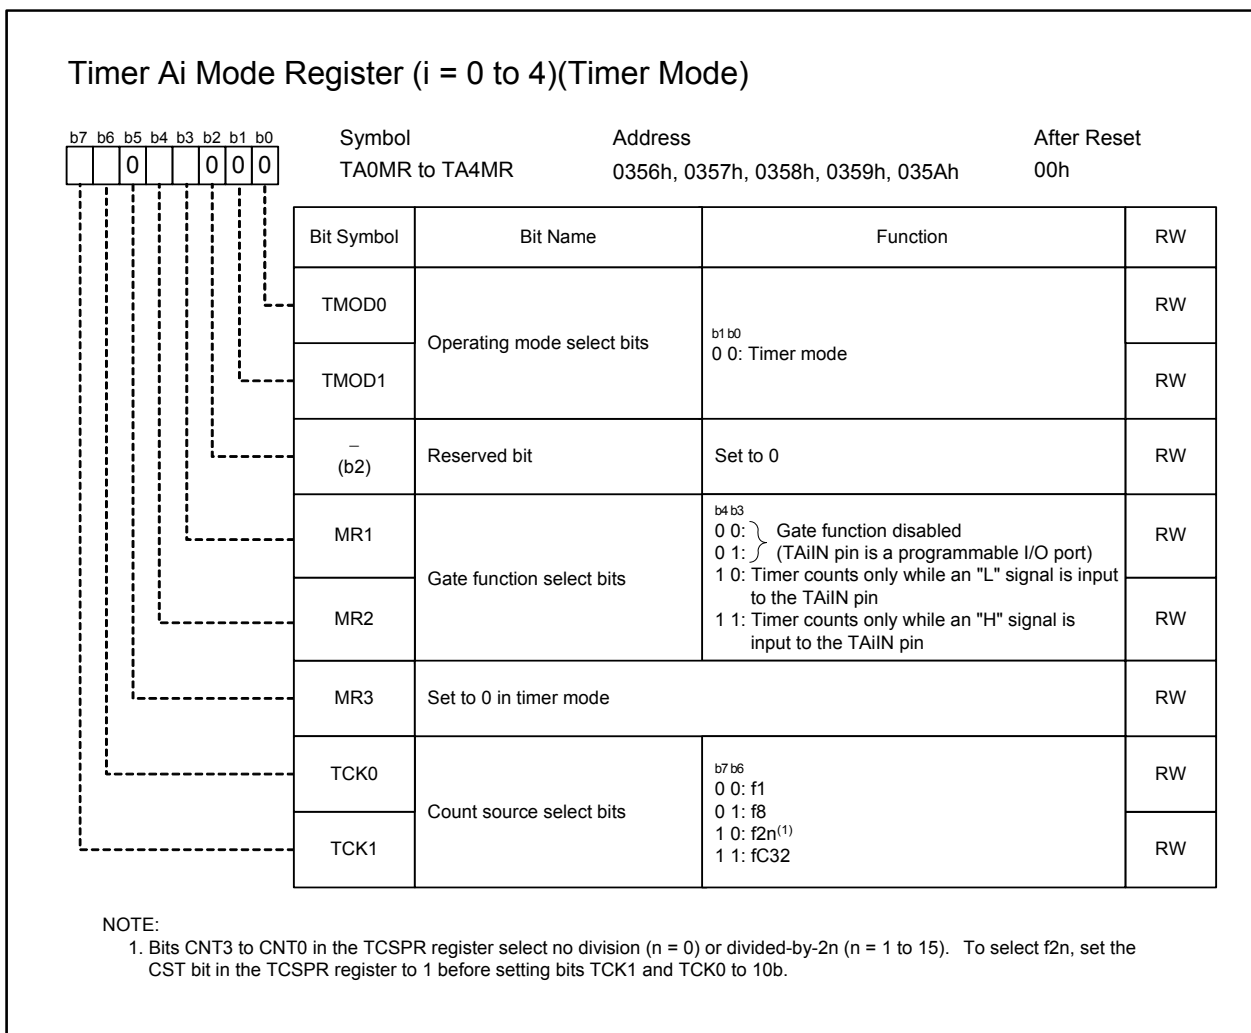 Timer Ai Mode Register (i = 0 to 4)(Timer Mode)
b7 b6 b5 b4 b3 b2 b1 b0
0 0 0 0
Symbol Address After Reset
TA0MR to TA4MR 0356h, 0357h, 0358h, 0359h, 035Ah 00h
Bit Symbol Bit Name Function RW
TMOD0 RW
Operating mode select bits
b1 b0
0 0: Timer mode
TMOD1 RW
–
(b2) Reserved bit Set to 0 RW
MR1 RW
Gate function select bits
b4 b3
0 0: Gate function disabled
0 1: (TAiIN pin is a programmable I/O port)
1 0: Timer counts only while an "L" signal is input
to the TAiIN pin
1 1: Timer counts only while an "H" signal is
input to the TAiIN pin
MR2 RW
MR3 Set to 0 in timer mode RW
TCK0 RW
Count source select bits
b7 b6
0 0: f1
0 1: f8
1 0: f2n(1)
1 1: fC32
TCK1 RW
NOTE:
1. Bits CNT3 to CNT0 in the TCSPR register select no division (n = 0) or divided-by-2n (n = 1 to 15). To select f2n, set the
CST bit in the TCSPR register to 1 before setting bits TCK1 and TCK0 to 10b.